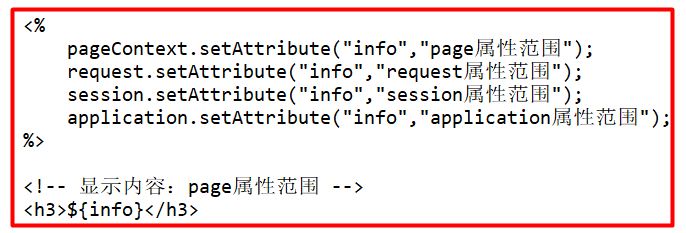 <%
    pageContext.setAttribute("info","page属性范围");
    request.setAttribute("info","request属性范围");
    session.setAttribute("info","session属性范围");
    application.setAttribute("info","application属性范围");
%>
<!-- 显示内容：page属性范围 -->
<h3>${info}</h3>